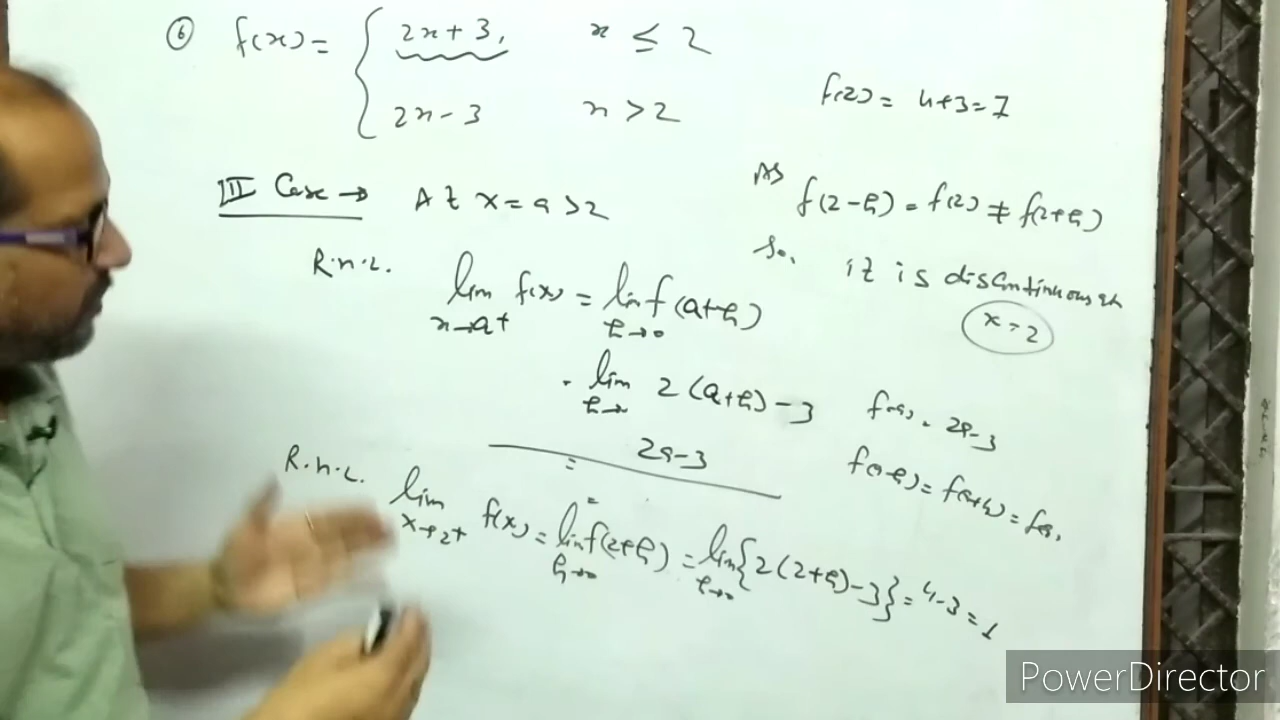 ⑥ f(x) = { 2x + 3, x ≤ 2
2x - 3 x > 2
f(2) = 4+3=7
III Case → At x = a >2
As f(2-h) = f(2) ≠ f(2+h)
So, it is discontinuous at
x = 2
R.H.L. lim f(x) = lim f(a+h)
x→a+ h→0
= lim 2(a+h) - 3
h→
f(a) = 2a-3
= 2a-3
f(a-h) = f(a+h) = f(a).
R.H.L. lim f(x) = lim f(2+h) = lim {2(2+h)-3} = 4-3 = 1
x→2+ h→0 h→0
PowerDirector